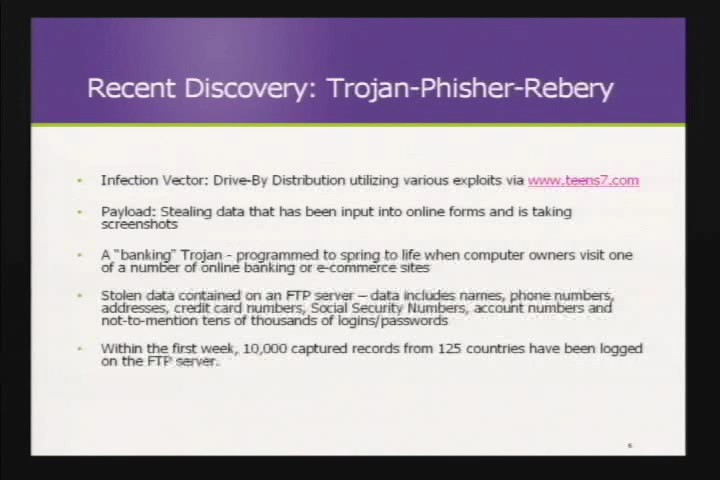 Recent Discovery: Trojan-Phisher-Rebery
• Infection Vector: Drive-By Distribution utilizing various exploits via www.teens7.com
• Payload: Stealing data that has been input into online forms and is taking
screenshots
• A “banking” Trojan - programmed to spring to life when computer owners visit one
of a number of online banking or e-commerce sites
• Stolen data contained on an FTP server – data includes names, phone numbers,
addresses, credit card numbers, Social Security Numbers, account numbers and
not-to-mention tens of thousands of logins/passwords
• Within the first week, 10,000 captured records from 125 countries have been logged
on the FTP server.
6